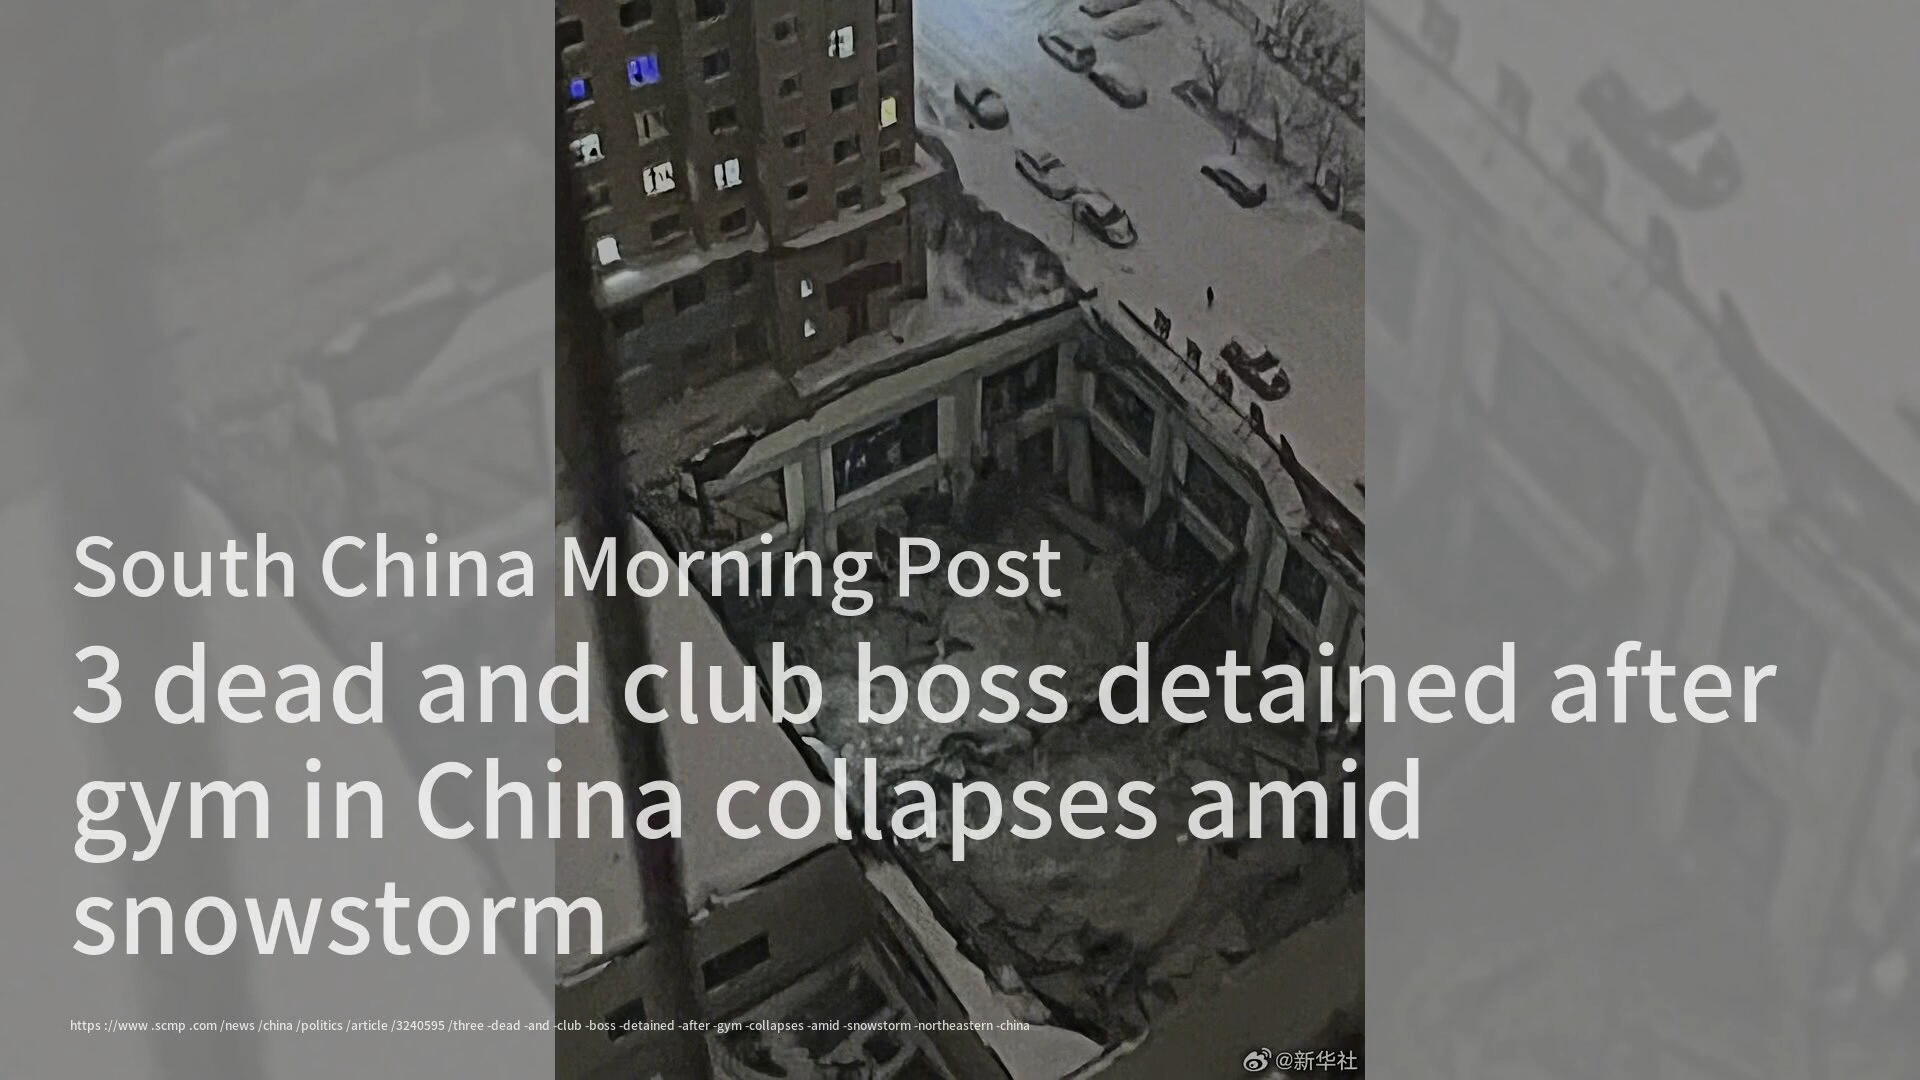 South China Morning Post
3 dead and club boss detained after
gym in China collapses amid
snowstorm
https ://www .scmp .com /news /china /politics /article /3240595 /three -dead -and -club -boss -detained -after -gym -collapses -amid -snowstorm -northeastern -china
@新华社